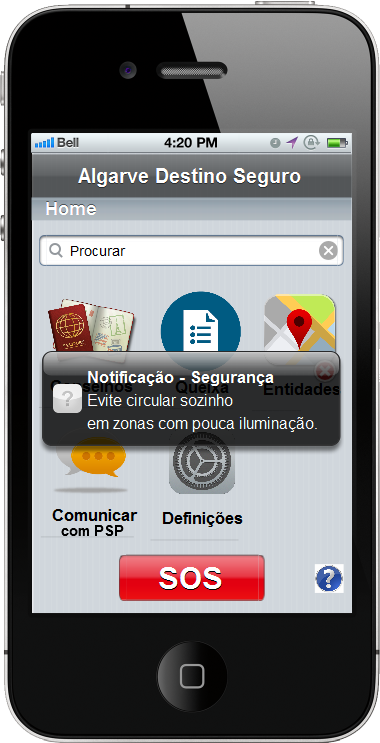 Bell 4:20 PM
Algarve Destino Seguro
Home
Procurar
Conselhos Queixa Entidades
Notificação - Segurança
Evite circular sozinho
em zonas com pouca iluminação.
Comunicar
com PSP
Definições
SOS